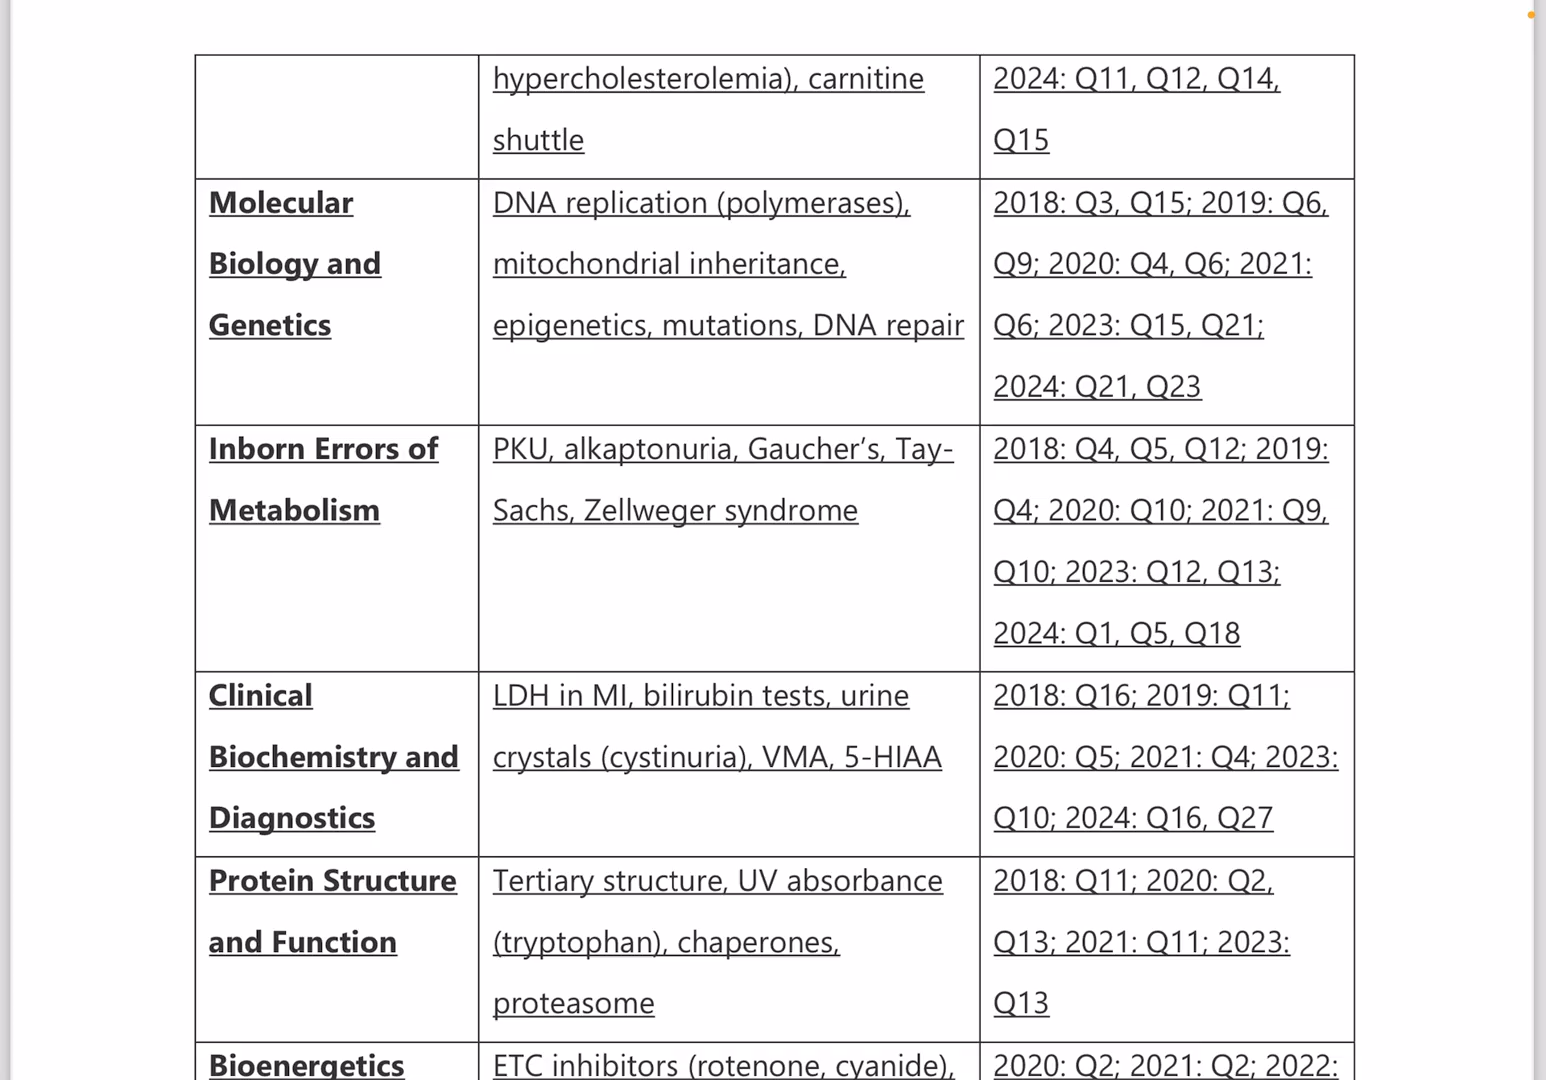 hypercholesterolemia), carnitine
shuttle
2024: Q11, Q12, Q14,
Q15
Molecular
Biology and
Genetics
DNA replication (polymerases),
mitochondrial inheritance,
epigenetics, mutations, DNA repair
2018: Q3, Q15; 2019: Q6,
Q9; 2020: Q4, Q6; 2021:
Q6; 2023: Q15, Q21;
2024: Q21, Q23
Inborn Errors of
Metabolism
PKU, alkaptonuria, Gaucher’s, Tay-
Sachs, Zellweger syndrome
2018: Q4, Q5, Q12; 2019:
Q4; 2020: Q10; 2021: Q9,
Q10; 2023: Q12, Q13;
2024: Q1, Q5, Q18
Clinical
Biochemistry and
Diagnostics
LDH in MI, bilirubin tests, urine
crystals (cystinuria), VMA, 5-HIAA
2018: Q16; 2019: Q11;
2020: Q5; 2021: Q4; 2023:
Q10; 2024: Q16, Q27
Protein Structure
and Function
Tertiary structure, UV absorbance
(tryptophan), chaperones,
proteasome
2018: Q11; 2020: Q2,
Q13; 2021: Q11; 2023:
Q13
Bioenergetics
ETC inhibitors (rotenone, cyanide),
2020: Q2; 2021: Q2; 2022: